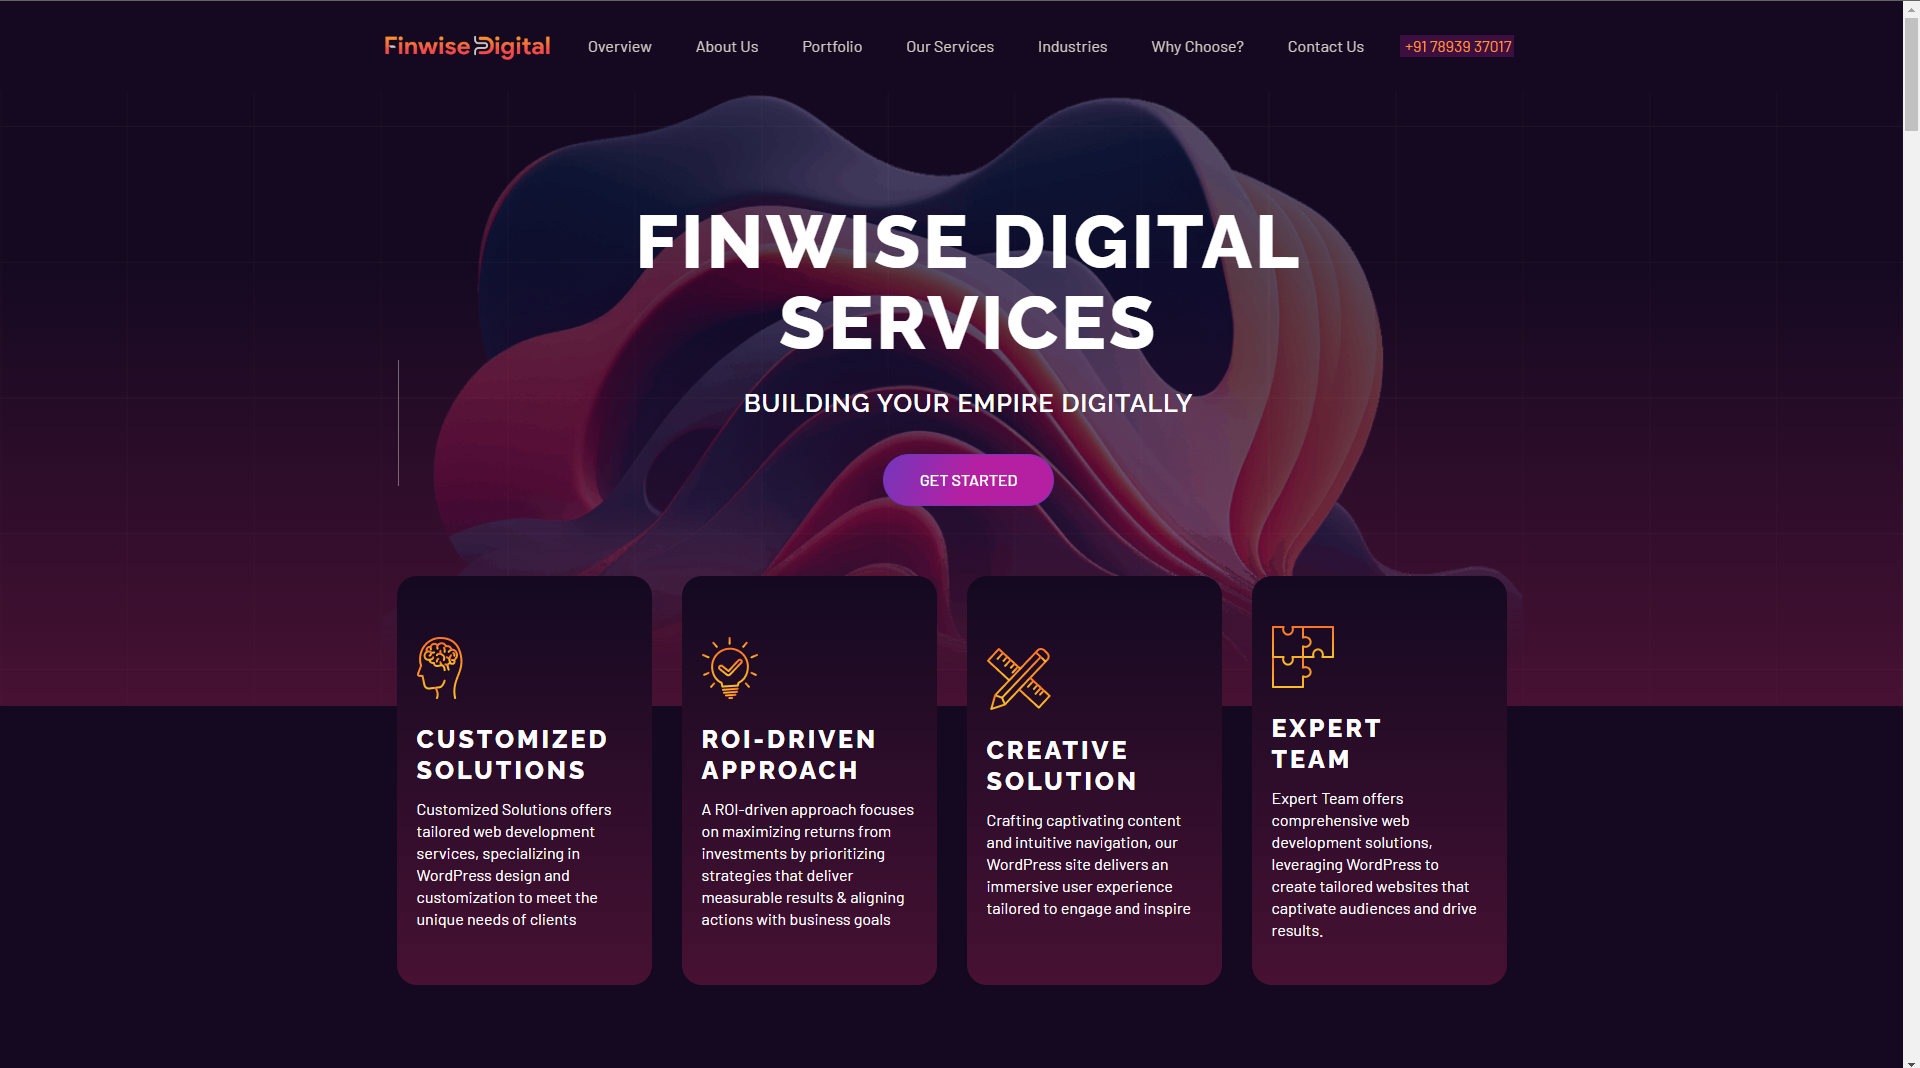 Finwise Digital Overview About Us Portfolio Our Services Industries Why Choose? Contact Us +91 78939 37017
FINWISE DIGITAL
SERVICES
BUILDING YOUR EMPIRE DIGITALLY
GET STARTED
CUSTOMIZED
SOLUTIONS
Customized Solutions offers
tailored web development
services, specializing in
WordPress design and
customization to meet the
unique needs of clients
ROI-DRIVEN
APPROACH
A ROI-driven approach focuses
on maximizing returns from
investments by prioritizing
strategies that deliver
measurable results & aligning
actions with business goals
CREATIVE
SOLUTION
Crafting captivating content
and intuitive navigation, our
WordPress site delivers an
immersive user experience
tailored to engage and inspire
EXPERT
TEAM
Expert Team offers
comprehensive web
development solutions,
leveraging WordPress to
create tailored websites that
captivate audiences and drive
results.